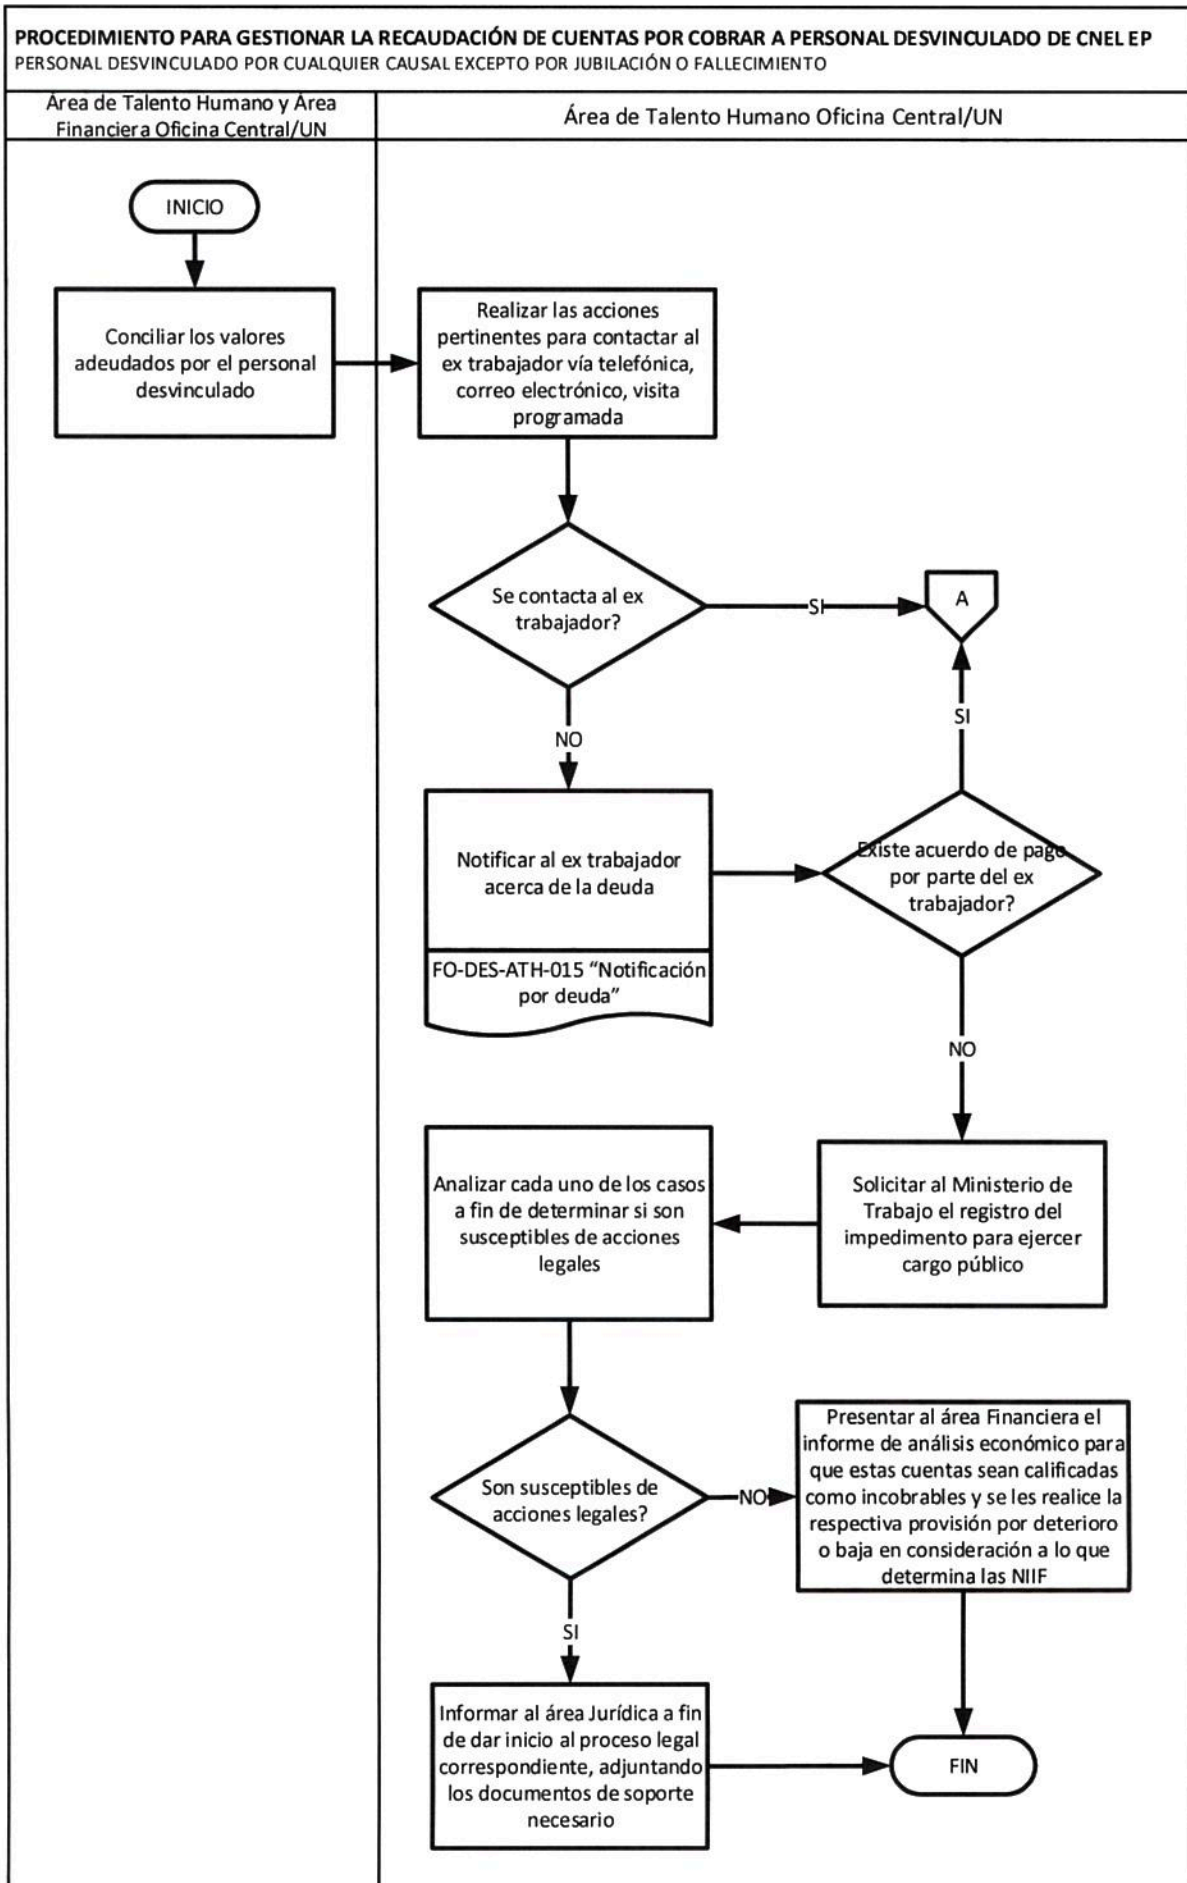 PROCEDIMIENTO PARA GESTIONAR LA RECAUDACIÓN DE CUENTAS POR COBRAR A PERSONAL DESVINCULADO DE CNEL EP
PERSONAL DESVINCULADO POR CUALQUIER CAUSAL EXCEPTO POR JUBILACIÓN O FALLECIMIENTO
Área de Talento Humano y Área
Financiera Oficina Central/UN
Área de Talento Humano Oficina Central/UN
INICIO
Conciliar los valores
adeudados por el personal
desvinculado
Realizar las acciones
pertinentes para contactar al
ex trabajador vía telefónica,
correo electrónico, visita
programada
Se contacta al ex
trabajador?
SI
A
NO
SI
Notificar al ex trabajador
acerca de la deuda
FO-DES-ATH-015 “Notificación
por deuda”
Existe acuerdo de pago
por parte del ex
trabajador?
NO
Solicitar al Ministerio de
Trabajo el registro del
impedimento para ejercer
cargo público
Analizar cada uno de los casos
a fin de determinar si son
susceptibles de acciones
legales
Son susceptibles de
acciones legales?
NO
Presentar al área Financiera el
informe de análisis económico para
que estas cuentas sean calificadas
como incobrables y se les realice la
respectiva provisión por deterioro
o baja en consideración a lo que
determina las NIIF
SI
Informar al área Jurídica a fin
de dar inicio al proceso legal
correspondiente, adjuntando
los documentos de soporte
necesario
FIN